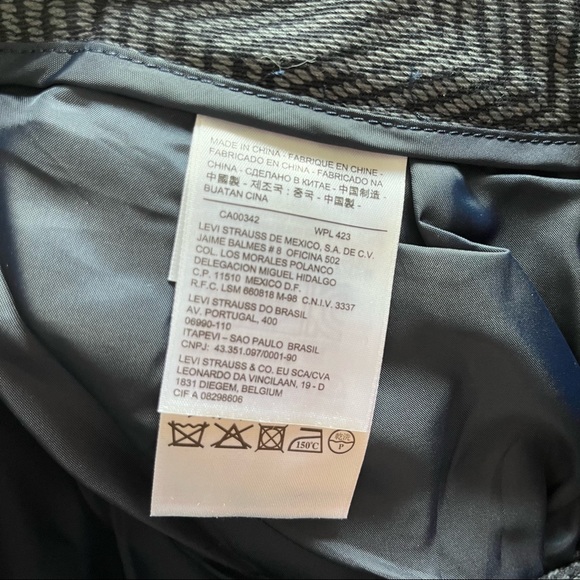 MADE IN CHINA - FABRIQUE EN CHINE -
FABRICADO EN CHINA - FABRICADO NA
CHINA - СДЕЛАНО В КИТАЕ - 中国制造 -
中國製 - 제조국 : 중국 - 中国製 -
BUATAN CINA
CA00342 WPL 423
LEVI STRAUSS DE MEXICO, S.A. DE C.V.
JAIME BALMES # 8 OFICINA 502
COL. LOS MORALES POLANCO
DELEGACION MIGUEL HIDALGO
C.P. 11510 MEXICO D.F.
R.F.C. LSM 660818 M-98 C.N.I.V. 3337
LEVI STRAUSS DO BRASIL
AV. PORTUGAL, 400
06990-110
ITAPEVI – SAO PAULO BRASIL
CNPJ: 43.351.097/0001-90
LEVI STRAUSS & CO. EU SCA/CVA
LEONARDO DA VINCILAAN, 19 - D
1831 DIEGEM, BELGIUM
CIF A 08298606
150°C
P